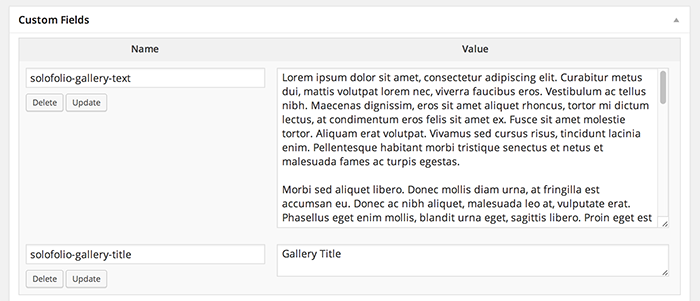 Custom Fields
Name Value
solofolio-gallery-text
Delete Update
Lorem ipsum dolor sit amet, consectetur adipiscing elit. Curabitur metus
dui, mattis volutpat lorem nec, viverra faucibus eros. Vestibulum ac tellus
nibh. Maecenas dignissim, eros sit amet aliquet rhoncus, tortor mi dictum
lectus, at condimentum eros felis sit amet ex. Fusce sit amet molestie
tortor. Aliquam erat volutpat. Vivamus sed cursus risus, tincidunt lacinia
enim. Pellentesque habitant morbi tristique senectus et netus et
malesuada fames ac turpis egestas.
Morbi sed aliquet libero. Donec mollis diam urna, at fringilla est
accumsan eu. Donec ac nibh aliquet, malesuada leo at, vulputate erat.
Phasellus eget enim mollis, blandit urna eget, sagittis libero. Proin eget est
solofolio-gallery-title
Delete Update
Gallery Title